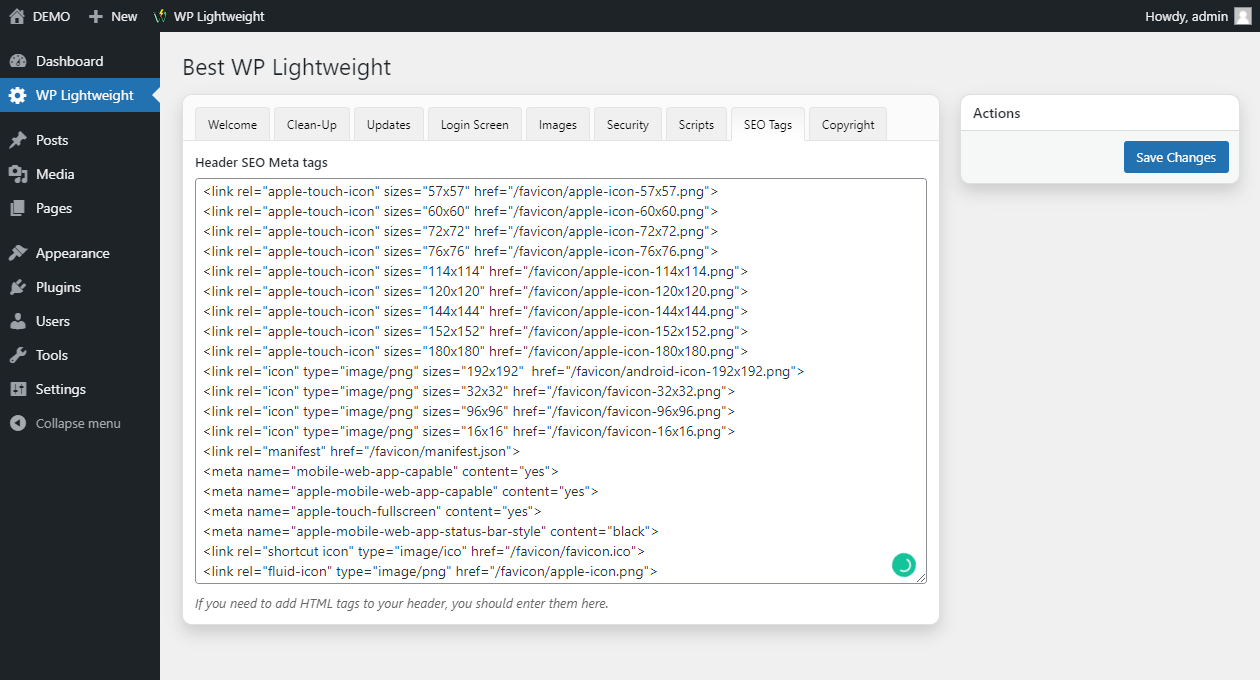 DEMO New WP Lightweight Howdy, admin
Dashboard
WP Lightweight
Posts
Media
Pages
Appearance
Plugins
Users
Tools
Settings
Collapse menu
Best WP Lightweight
Welcome Clean-Up Updates Login Screen Images Security Scripts SEO Tags Copyright
Header SEO Meta tags
<link rel="apple-touch-icon" sizes="57x57" href="/favicon/apple-icon-57x57.png">
<link rel="apple-touch-icon" sizes="60x60" href="/favicon/apple-icon-60x60.png">
<link rel="apple-touch-icon" sizes="72x72" href="/favicon/apple-icon-72x72.png">
<link rel="apple-touch-icon" sizes="76x76" href="/favicon/apple-icon-76x76.png">
<link rel="apple-touch-icon" sizes="114x114" href="/favicon/apple-icon-114x114.png">
<link rel="apple-touch-icon" sizes="120x120" href="/favicon/apple-icon-120x120.png">
<link rel="apple-touch-icon" sizes="144x144" href="/favicon/apple-icon-144x144.png">
<link rel="apple-touch-icon" sizes="152x152" href="/favicon/apple-icon-152x152.png">
<link rel="apple-touch-icon" sizes="180x180" href="/favicon/apple-icon-180x180.png">
<link rel="icon" type="image/png" sizes="192x192"  href="/favicon/android-icon-192x192.png">
<link rel="icon" type="image/png" sizes="32x32" href="/favicon/favicon-32x32.png">
<link rel="icon" type="image/png" sizes="96x96" href="/favicon/favicon-96x96.png">
<link rel="icon" type="image/png" sizes="16x16" href="/favicon/favicon-16x16.png">
<link rel="manifest" href="/favicon/manifest.json">
<meta name="mobile-web-app-capable" content="yes">
<meta name="apple-mobile-web-app-capable" content="yes">
<meta name="apple-touch-fullscreen" content="yes">
<meta name="apple-mobile-web-app-status-bar-style" content="black">
<link rel="shortcut icon" type="image/ico" href="/favicon/favicon.ico">
<link rel="fluid-icon" type="image/png" href="/favicon/apple-icon.png">
If you need to add HTML tags to your header, you should enter them here.
Actions
Save Changes